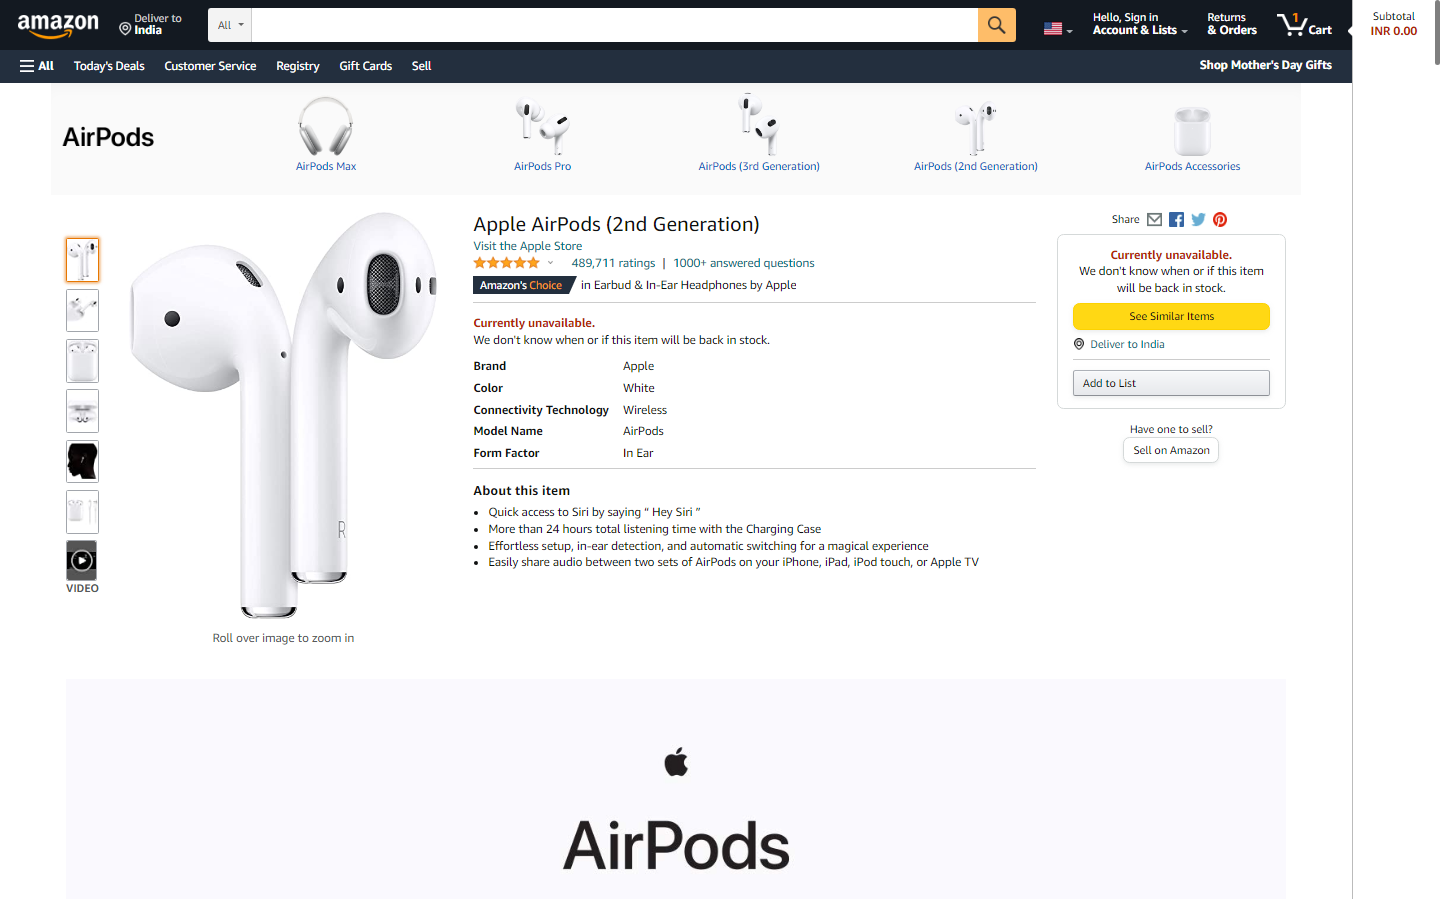 amazon
Deliver to
India
All
Hello, Sign in
Account & Lists
Returns
& Orders
1
Cart
Subtotal
INR 0.00
All
Today's Deals
Customer Service
Registry
Gift Cards
Sell
Shop Mother's Day Gifts
AirPods
AirPods Max
AirPods Pro
AirPods (3rd Generation)
AirPods (2nd Generation)
AirPods Accessories
VIDEO
R
Roll over image to zoom in
Apple AirPods (2nd Generation)
Visit the Apple Store
489,711 ratings | 1000+ answered questions
Amazon's Choice in Earbud & In-Ear Headphones by Apple
Currently unavailable.
We don't know when or if this item will be back in stock.
Brand Apple
Color White
Connectivity Technology Wireless
Model Name AirPods
Form Factor In Ear
About this item
• Quick access to Siri by saying “ Hey Siri ”
• More than 24 hours total listening time with the Charging Case
• Effortless setup, in-ear detection, and automatic switching for a magical experience
• Easily share audio between two sets of AirPods on your iPhone, iPad, iPod touch, or Apple TV
Share
Currently unavailable.
We don't know when or if this item
will be back in stock.
See Similar Items
Deliver to India
Add to List
Have one to sell?
Sell on Amazon
AirPods